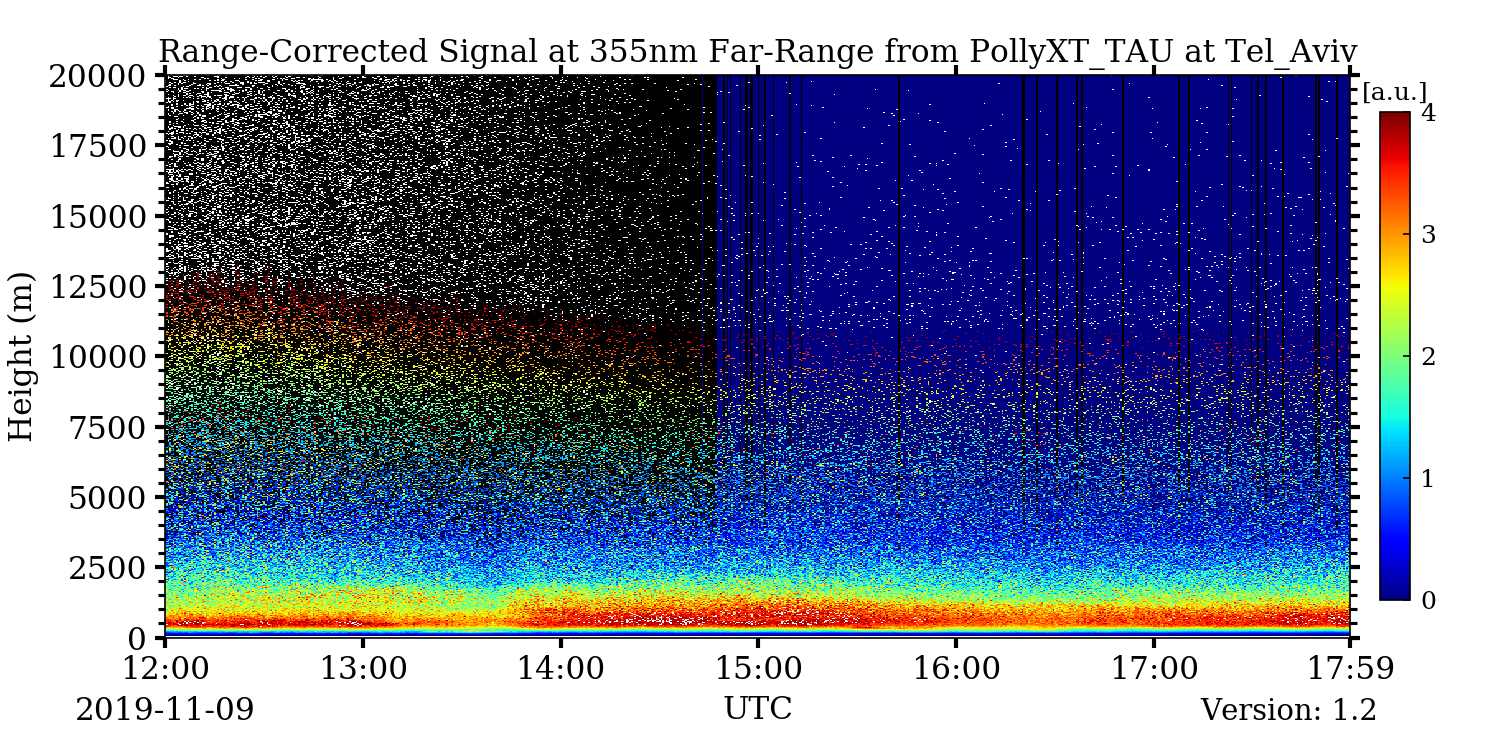 Range-Corrected Signal at 355nm Far-Range from PollyXT_TAU at Tel_Aviv
[a.u.]
20000
17500
15000
12500
10000
7500
5000
2500
0
Height (m)
4
3
2
1
0
12:00 13:00 14:00 15:00 16:00 17:00 17:59
2019-11-09 UTC Version: 1.2